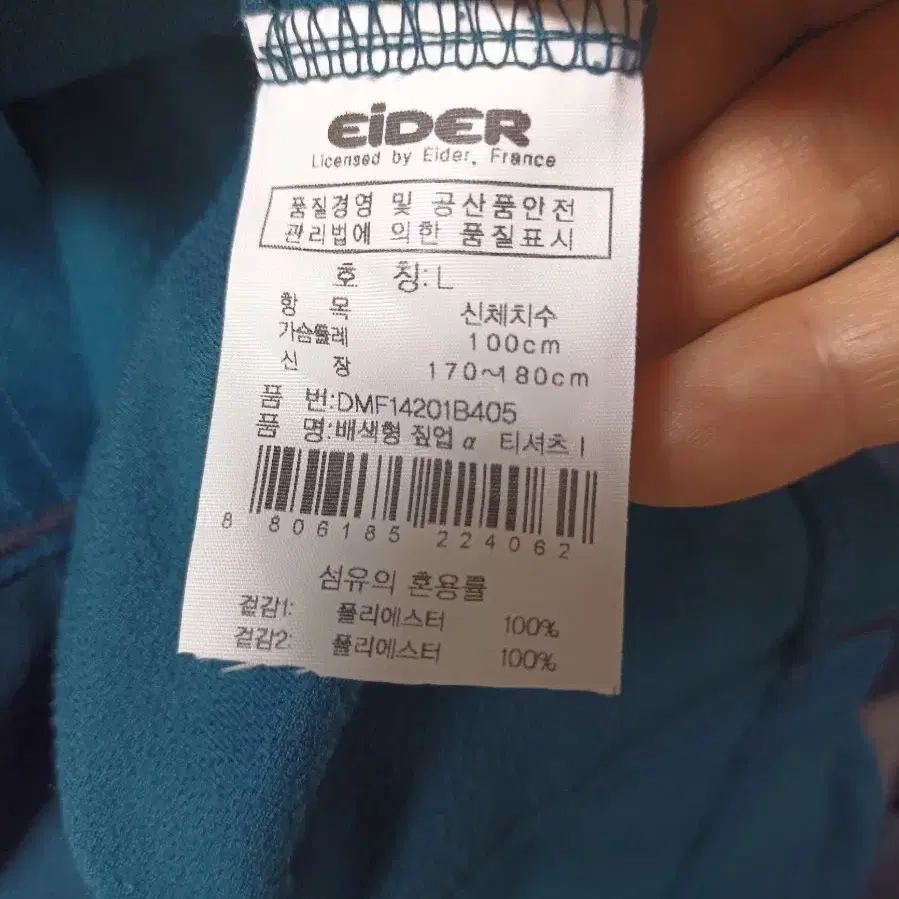 EiDER
Licensed by Eider, France
품질경영 및 공산품안전
관리법에 의한 품질표시
호 칭:L
항 목 신체치수
가슴둘레 100cm
신 장 170~180cm
품 번:DMF14201B405
품 명:배색형 짚업 α 티셔츠 I
8 806185 224062
섬유의 혼용률
겉감1: 폴리에스터 100%
겉감2: 폴리에스터 100%